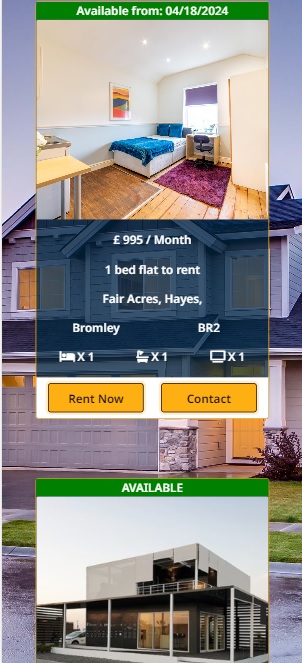 Available from: 04/18/2024
£ 995 / Month
1 bed flat to rent
Fair Acres, Hayes,
Bromley BR2
X 1 X 1 X 1
Rent Now Contact
AVAILABLE